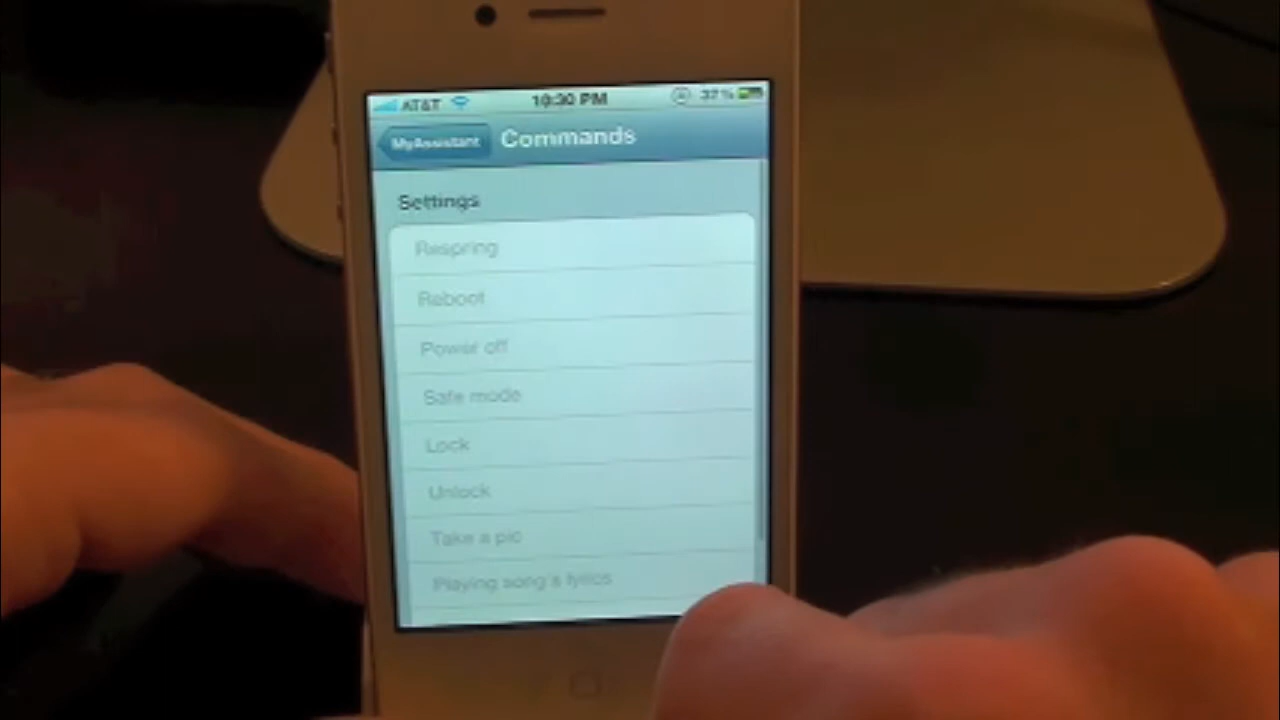 AT&T 10:30 PM 37%
MyAssistant Commands
Settings
Respring
Reboot
Power off
Safe mode
Lock
Unlock
Take a pic
Playing song's lyrics